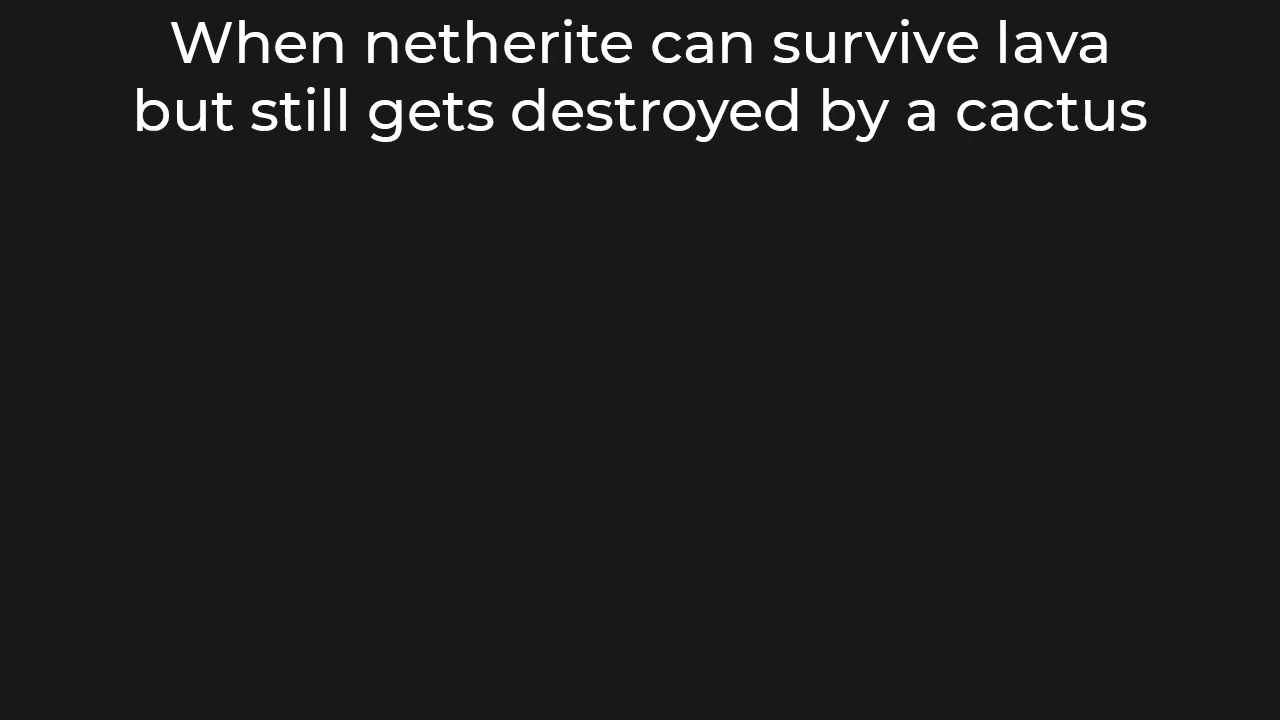 When netherite can survive lava
but still gets destroyed by a cactus